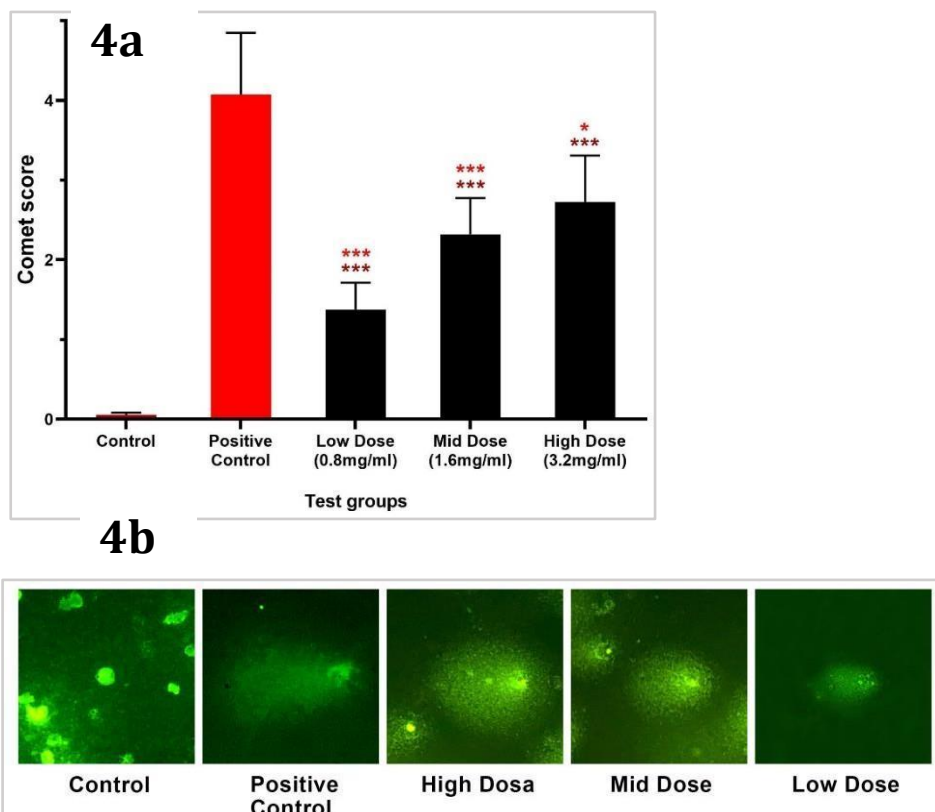 4a
Comet score
4
2
0
***
***
***
***
*
***
Control
Positive
Control
Low Dose
(0.8mg/ml)
Mid Dose
(1.6mg/ml)
High Dose
(3.2mg/ml)
Test groups
4b
Control
Positive
Control
High Dosa
Mid Dose
Low Dose